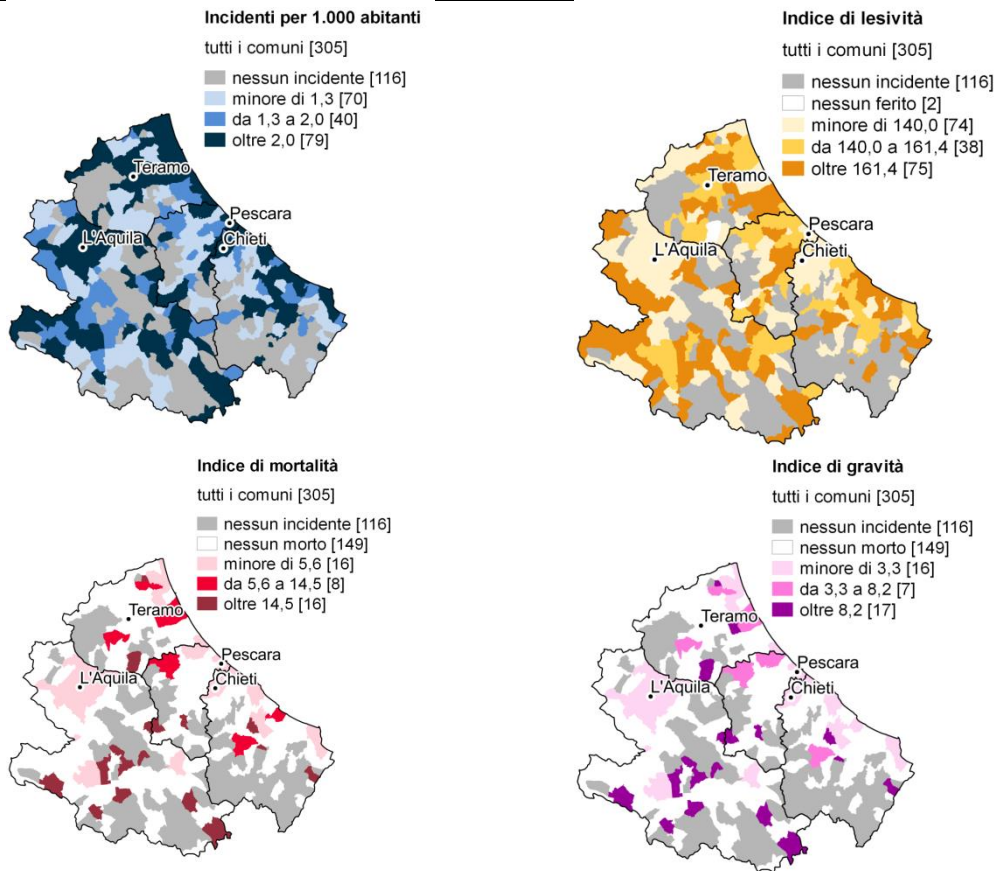 Incidenti per 1.000 abitanti
tutti i comuni [305]
nessun incidente [116]
minore di 1,3 [70]
da 1,3 a 2,0 [40]
oltre 2,0 [79]
Teramo
Pescara
L'Aquila
Chieti
Indice di lesività
tutti i comuni [305]
nessun incidente [116]
nessun ferito [2]
minore di 140,0 [74]
da 140,0 a 161,4 [38]
oltre 161,4 [75]
Teramo
Pescara
L'Aquila
Chieti
Indice di mortalità
tutti i comuni [305]
nessun incidente [116]
nessun morto [149]
minore di 5,6 [16]
da 5,6 a 14,5 [8]
oltre 14,5 [16]
Teramo
Pescara
L'Aquila
Chieti
Indice di gravità
tutti i comuni [305]
nessun incidente [116]
nessun morto [149]
minore di 3,3 [16]
da 3,3 a 8,2 [7]
oltre 8,2 [17]
Teramo
Pescara
L'Aquila
Chieti